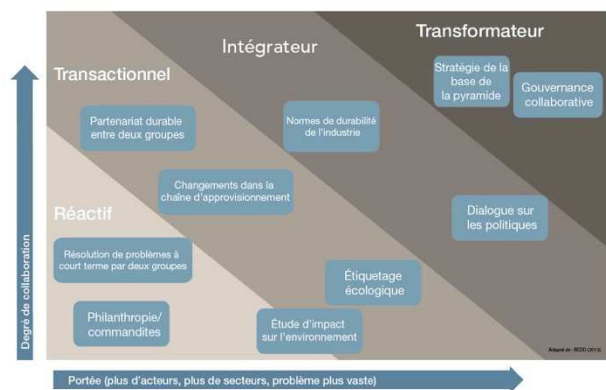 Transformateur
Intégrateur
Stratégie de la
base de
la pyramide
Gouvernance
collaborative
Transactionnel
Partenariat durable
entre deux groupes
Normes de durabilité
de l'industrie
Changements dans la
chaîne d'approvisionnement
Réactif
Dialogue sur
les politiques
Résolution de problèmes à
court terme par deux groupes
Étiquetage
écologique
Philanthropie/
commandites
Étude d'impact
sur l'environnement
Degré de collaboration
Portée (plus d'acteurs, plus de secteurs, problème plus vaste)